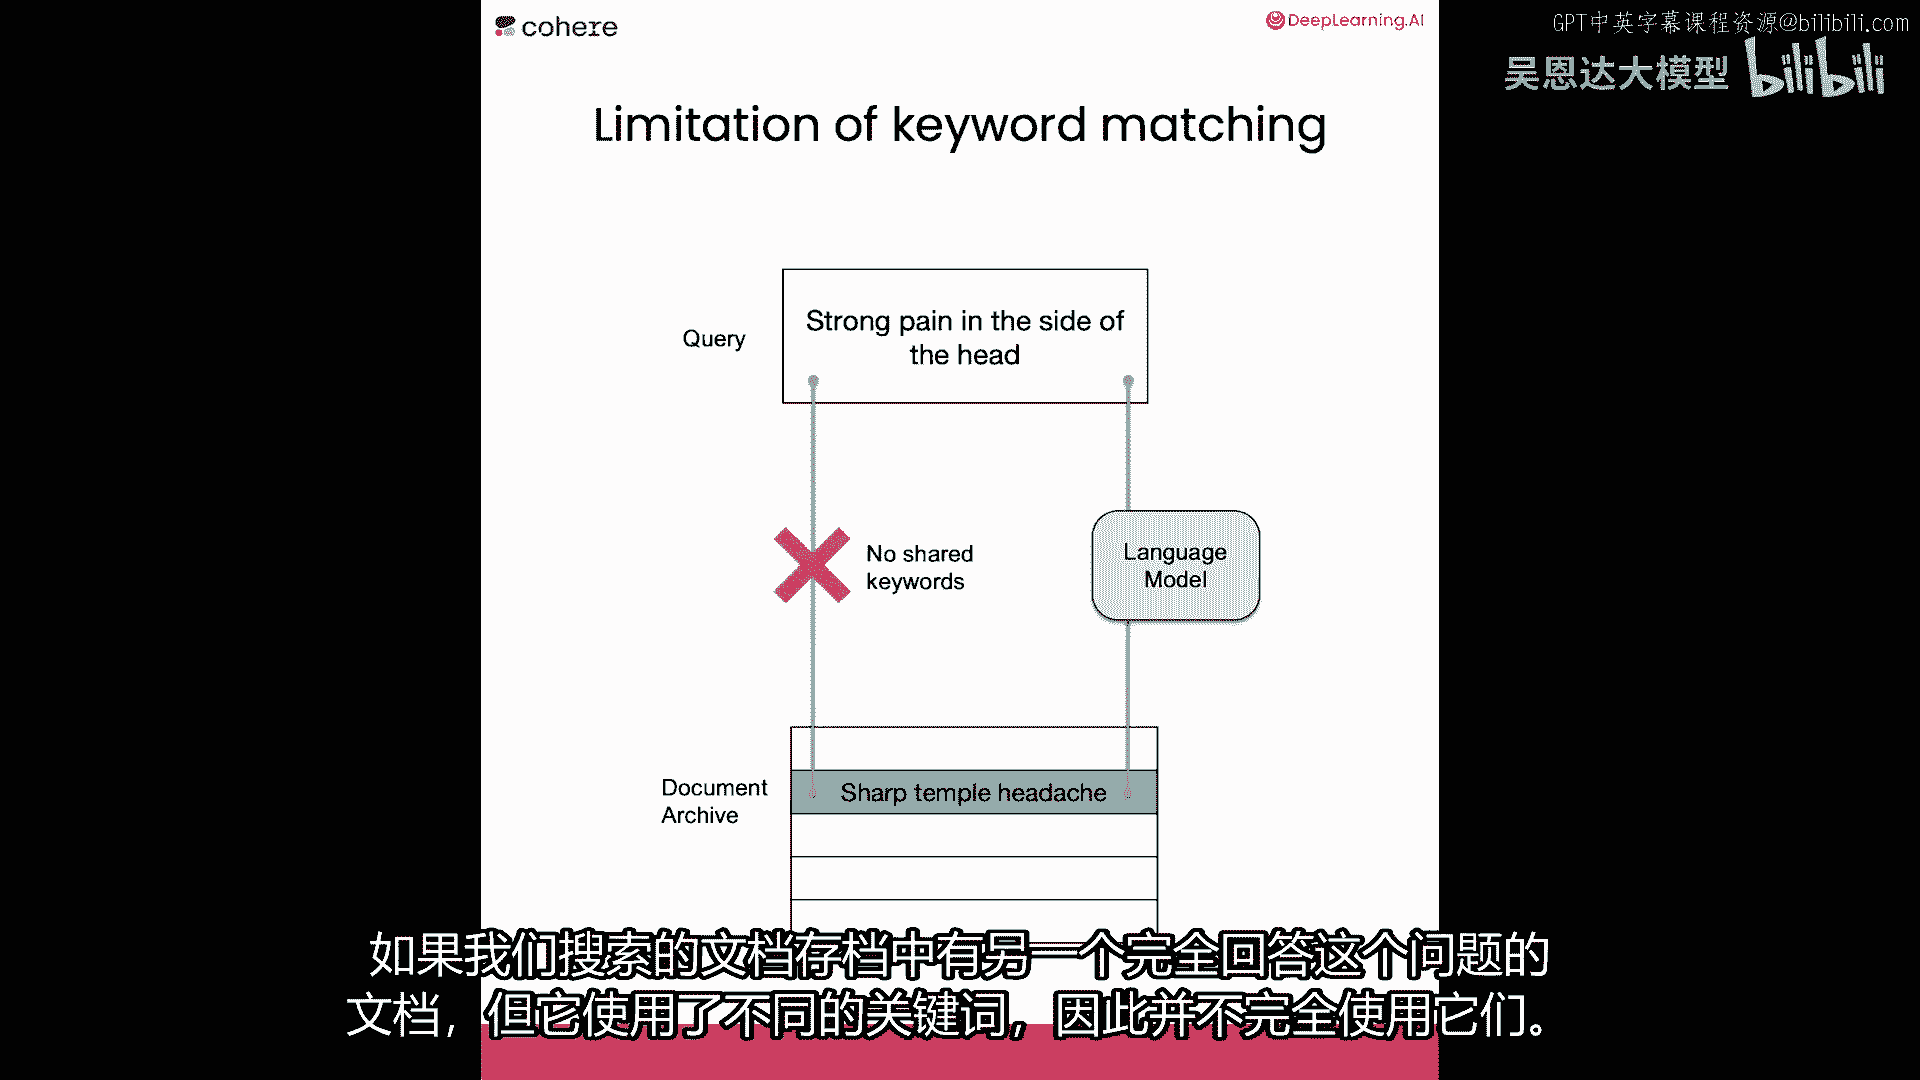 cohere
DeepLearning.AI
GPT中英字幕课程资源@bilibili.com
吴恩达大模型 bilibili
Limitation of keyword matching
Query
Strong pain in the side of
the head
No shared
keywords
Language
Model
Document
Archive
Sharp temple headache
如果我们搜索的文档存档中有另一个完全回答这个问题的
文档，但它使用了不同的关键词，因此并不完全使用它们。